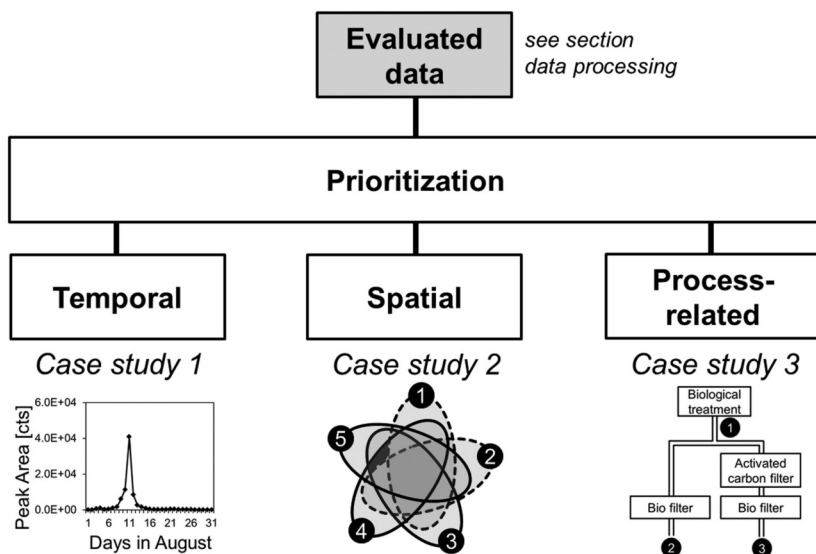 Evaluated
data
see section
data processing
Prioritization
Temporal
Spatial
Process-
related
Case study 1
Case study 2
Case study 3
Peak Area [cts]
6.0E+04
4.0E+04
2.0E+04
0.0E+00
1 6 11 16 21 26 31
Days in August
1
2
3
4
5
Biological
treatment
1
Activated
carbon filter
Bio filter
Bio filter
2
3